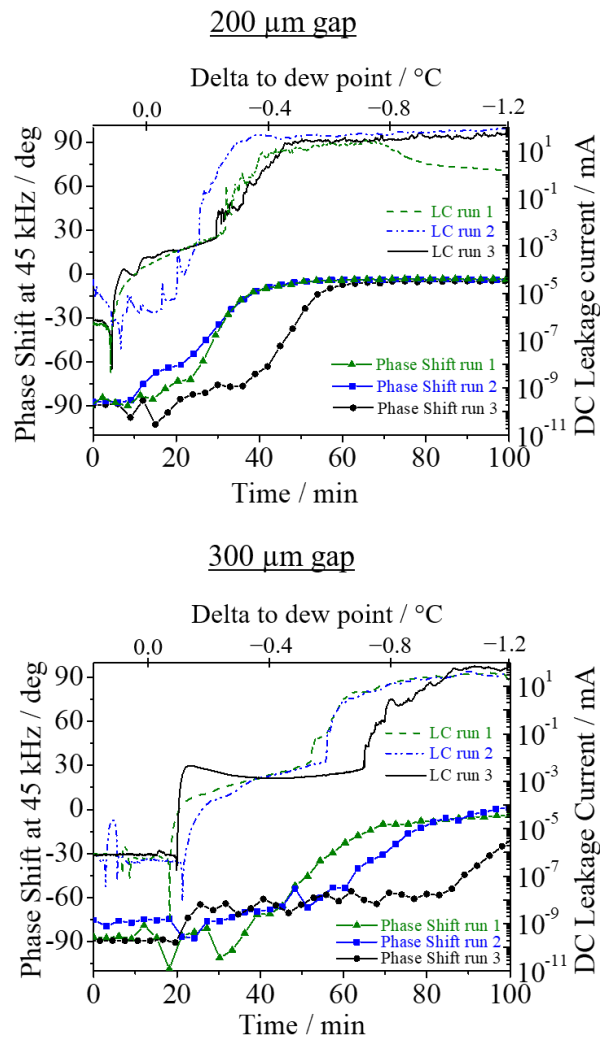 200 µm gap
Delta to dew point / °C
0.0 −0.4 −0.8 −1.2
90
60
30
0
-30
-60
-90
Phase Shift at 45 kHz / deg
LC run 1
LC run 2
LC run 3
Phase Shift run 1
Phase Shift run 2
Phase Shift run 3
10¹
10⁻¹
10⁻³
10⁻⁵
10⁻⁷
10⁻⁹
10⁻¹¹
DC Leakage current / mA
0 20 40 60 80 100
Time / min
300 µm gap
Delta to dew point / °C
0.0 −0.4 −0.8 −1.2
90
60
30
0
-30
-60
-90
Phase Shift at 45 kHz / deg
LC run 1
LC run 2
LC run 3
Phase Shift run 1
Phase Shift run 2
Phase Shift run 3
10¹
10⁻¹
10⁻³
10⁻⁵
10⁻⁷
10⁻⁹
10⁻¹¹
DC Leakage Current / mA
0 20 40 60 80 100
Time / min